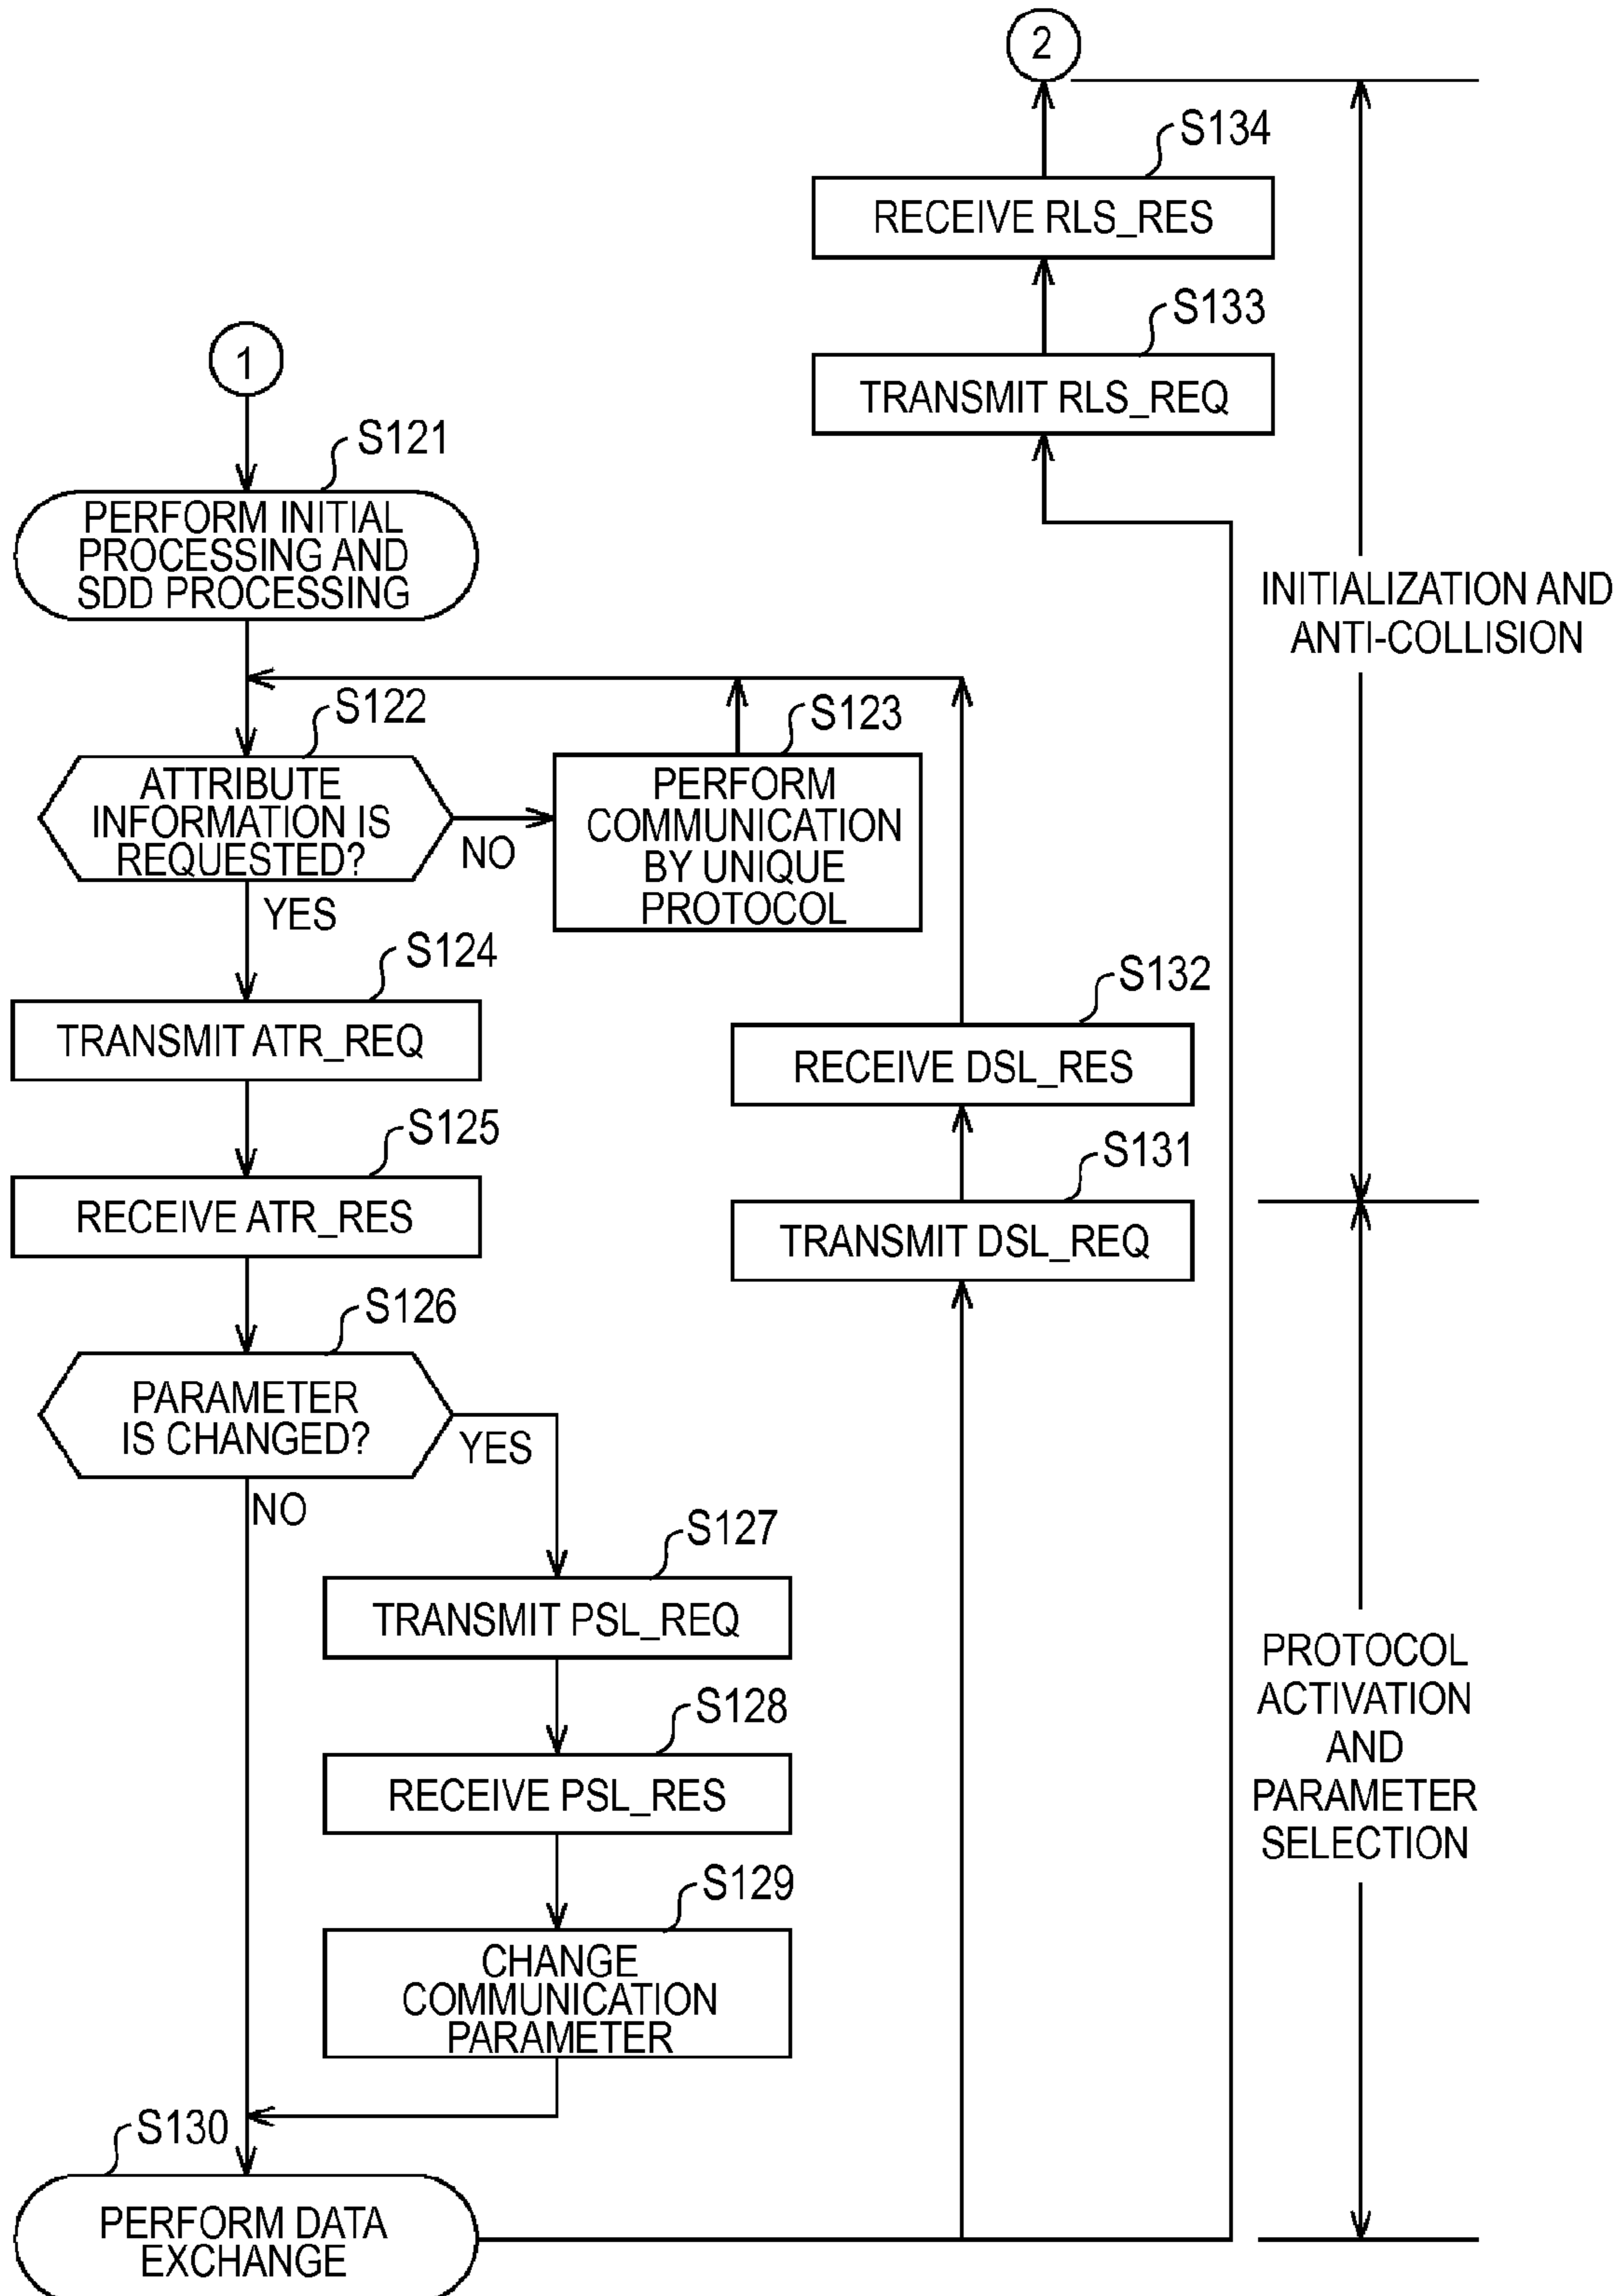 2
S134
RECEIVE RLS_RES
S133
TRANSMIT RLS_REQ
1
S121
PERFORM INITIAL
PROCESSING AND
SDD PROCESSING
INITIALIZATION AND
ANTI-COLLISION
S122
ATTRIBUTE
INFORMATION IS
REQUESTED?
NO
YES
S123
PERFORM
COMMUNICATION
BY UNIQUE
PROTOCOL
S124
TRANSMIT ATR_REQ
S132
RECEIVE DSL_RES
S125
RECEIVE ATR_RES
S131
TRANSMIT DSL_REQ
S126
PARAMETER
IS CHANGED?
YES
NO
S127
TRANSMIT PSL_REQ
S128
RECEIVE PSL_RES
PROTOCOL
ACTIVATION
AND
PARAMETER
SELECTION
S129
CHANGE
COMMUNICATION
PARAMETER
S130
PERFORM DATA
EXCHANGE